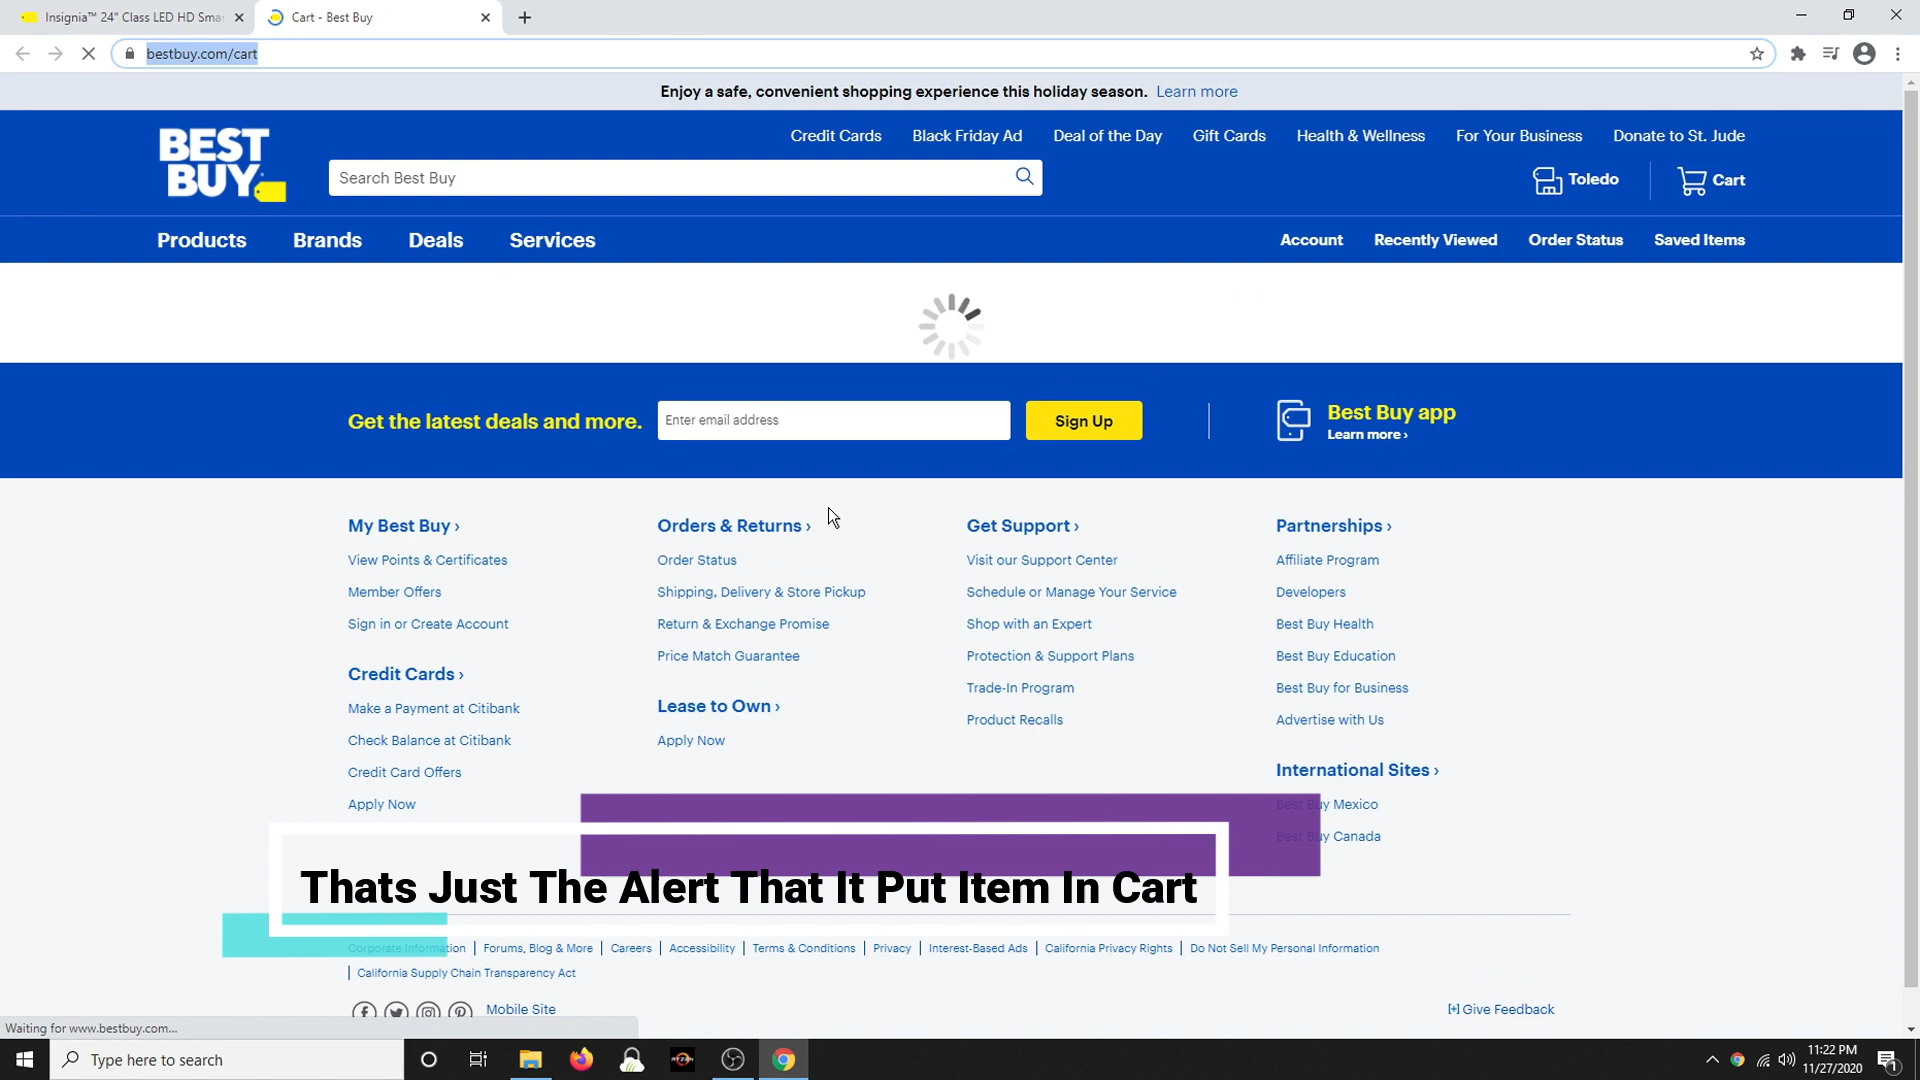 Insignia™ 24" Class LED HD Sma
Cart - Best Buy
bestbuy.com/cart
Enjoy a safe, convenient shopping experience this holiday season. Learn more
BEST
BUY
Credit Cards Black Friday Ad Deal of the Day Gift Cards Health & Wellness For Your Business Donate to St. Jude
Search Best Buy
Toledo
Cart
Products Brands Deals Services
Account Recently Viewed Order Status Saved Items
Get the latest deals and more.
Enter email address
Sign Up
Best Buy app
Learn more ›
My Best Buy ›
View Points & Certificates
Member Offers
Sign in or Create Account
Credit Cards ›
Make a Payment at Citibank
Check Balance at Citibank
Credit Card Offers
Apply Now
Orders & Returns ›
Order Status
Shipping, Delivery & Store Pickup
Return & Exchange Promise
Price Match Guarantee
Lease to Own ›
Apply Now
Get Support ›
Visit our Support Center
Schedule or Manage Your Service
Shop with an Expert
Protection & Support Plans
Trade-In Program
Product Recalls
Partnerships ›
Affiliate Program
Developers
Best Buy Health
Best Buy Education
Best Buy for Business
Advertise with Us
International Sites ›
Best Buy Mexico
Best Buy Canada
Thats Just The Alert That It Put Item In Cart
Corporate Information | Forums, Blog & More | Careers | Accessibility | Terms & Conditions | Privacy | Interest-Based Ads | California Privacy Rights | Do Not Sell My Personal Information
| California Supply Chain Transparency Act
Mobile Site
[+] Give Feedback
Waiting for www.bestbuy.com...
Type here to search
RYZEN
11:22 PM
11/27/2020
1